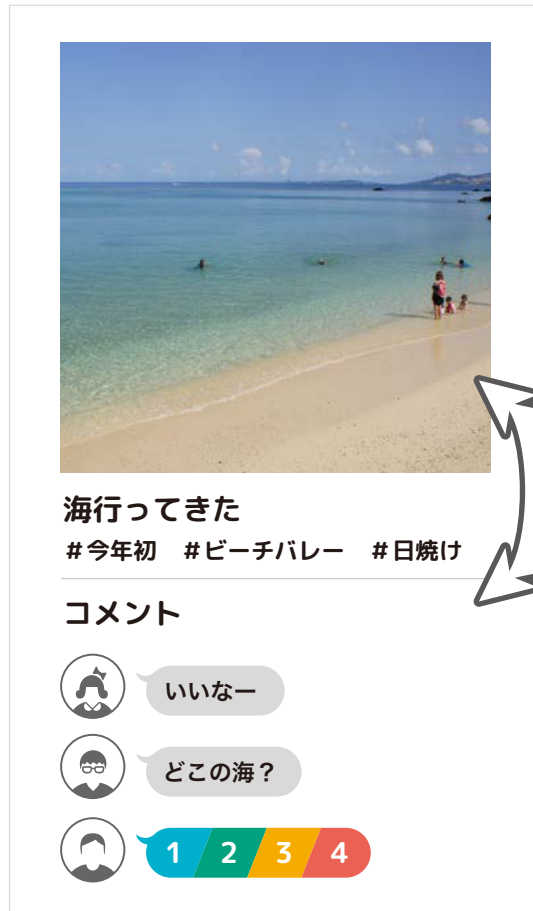 海行ってきた
#今年初 #ビーチバレー #日焼け
コメント
いいなー
どこの海？
1 2 3 4